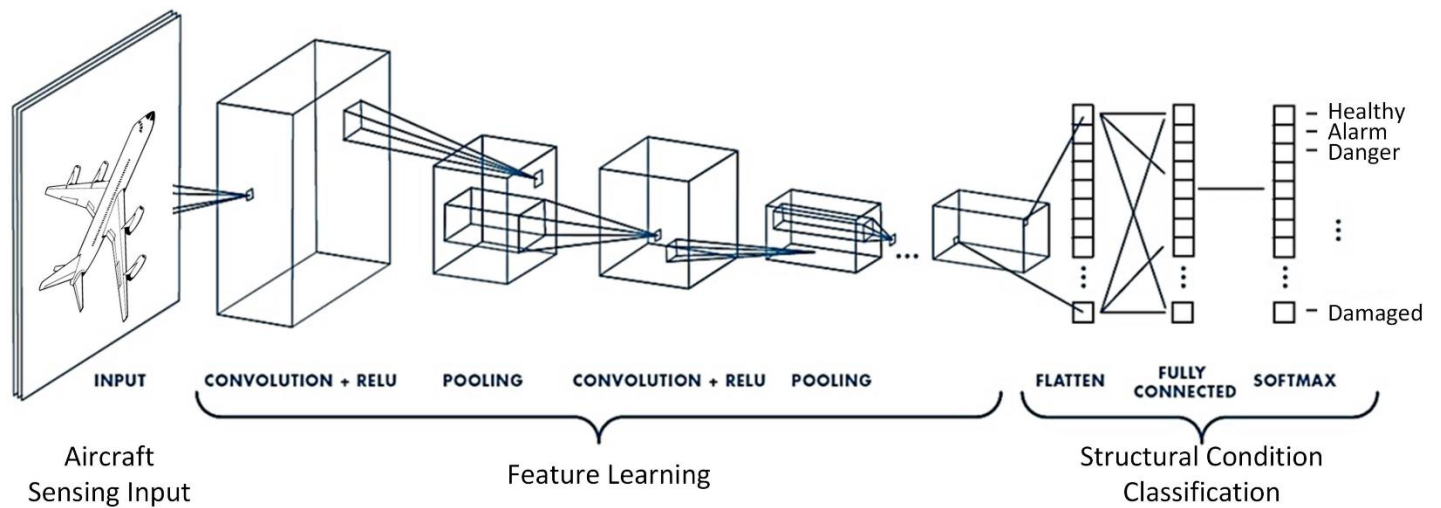 Healthy
Alarm
Danger
Damaged
INPUT
CONVOLUTION + RELU
POOLING
CONVOLUTION + RELU
POOLING
FLATTEN
FULLY
CONNECTED
SOFTMAX
Aircraft
Sensing Input
Feature Learning
Structural Condition
Classification